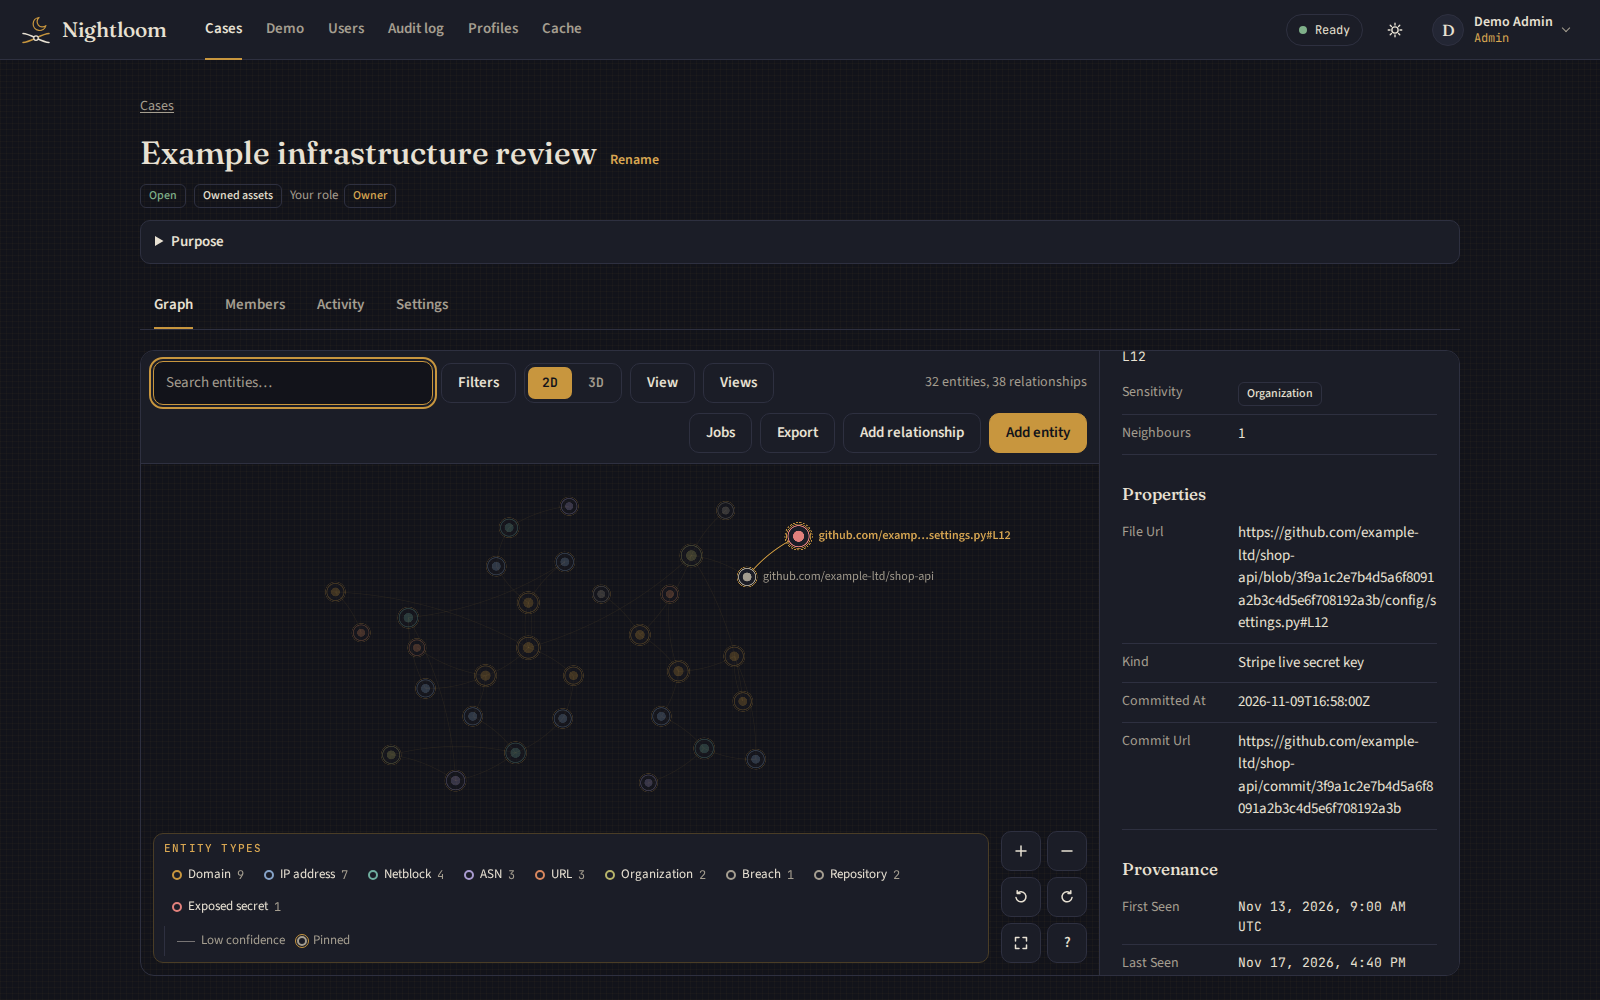 Nightloom
Cases Demo Users Audit log Profiles Cache
Ready
D
Demo Admin
Admin
Cases
Example infrastructure review Rename
Open Owned assets Your role Owner
Purpose
Graph Members Activity Settings
Search entities…
Filters 2D 3D View Views
32 entities, 38 relationships
Jobs Export Add relationship Add entity
github.com/examp…settings.py#L12
github.com/example-ltd/shop-api
ENTITY TYPES
Domain 9 IP address 7 Netblock 4 ASN 3 URL 3 Organization 2 Breach 1 Repository 2
Exposed secret 1
Low confidence Pinned
+ −
?
L12
Sensitivity Organization
Neighbours 1
Properties
File Url https://github.com/example-
ltd/shop-
api/blob/3f9a1c2e7b4d5a6f8091
a2b3c4d5e6f708192a3b/config/s
ettings.py#L12
Kind Stripe live secret key
Committed At 2026-11-09T16:58:00Z
Commit Url https://github.com/example-
ltd/shop-
api/commit/3f9a1c2e7b4d5a6f8
091a2b3c4d5e6f708192a3b
Provenance
First Seen Nov 13, 2026, 9:00 AM
UTC
Last Seen Nov 17, 2026, 4:40 PM